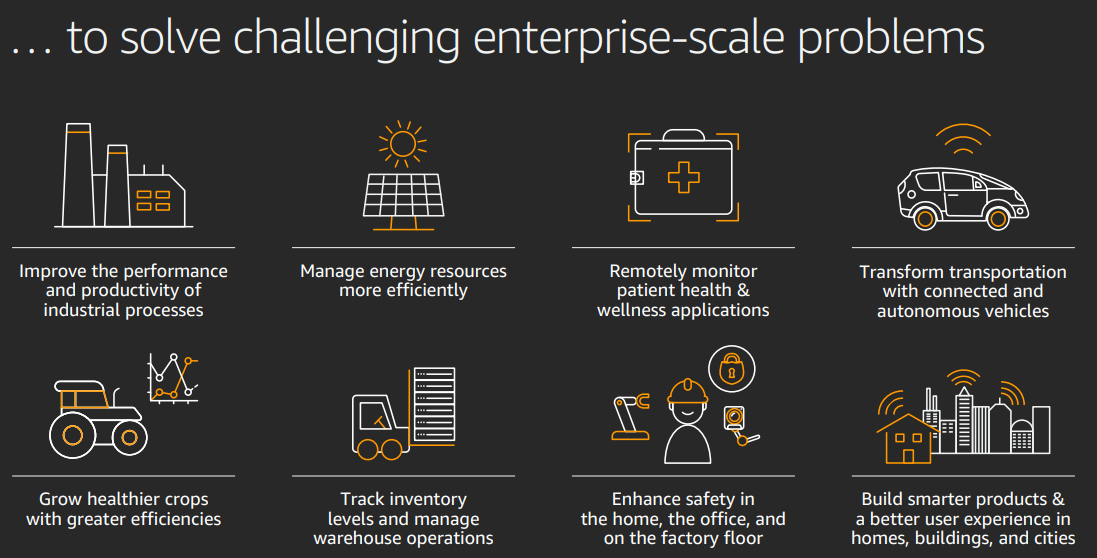 ... to solve challenging enterprise-scale problems
Improve the performance
and productivity of
industrial processes
Manage energy resources
more efficiently
Remotely monitor
patient health &
wellness applications
Transform transportation
with connected and
autonomous vehicles
Grow healthier crops
with greater efficiencies
Track inventory
levels and manage
warehouse operations
Enhance safety in
the home, the office, and
on the factory floor
Build smarter products &
a better user experience in
homes, buildings, and cities